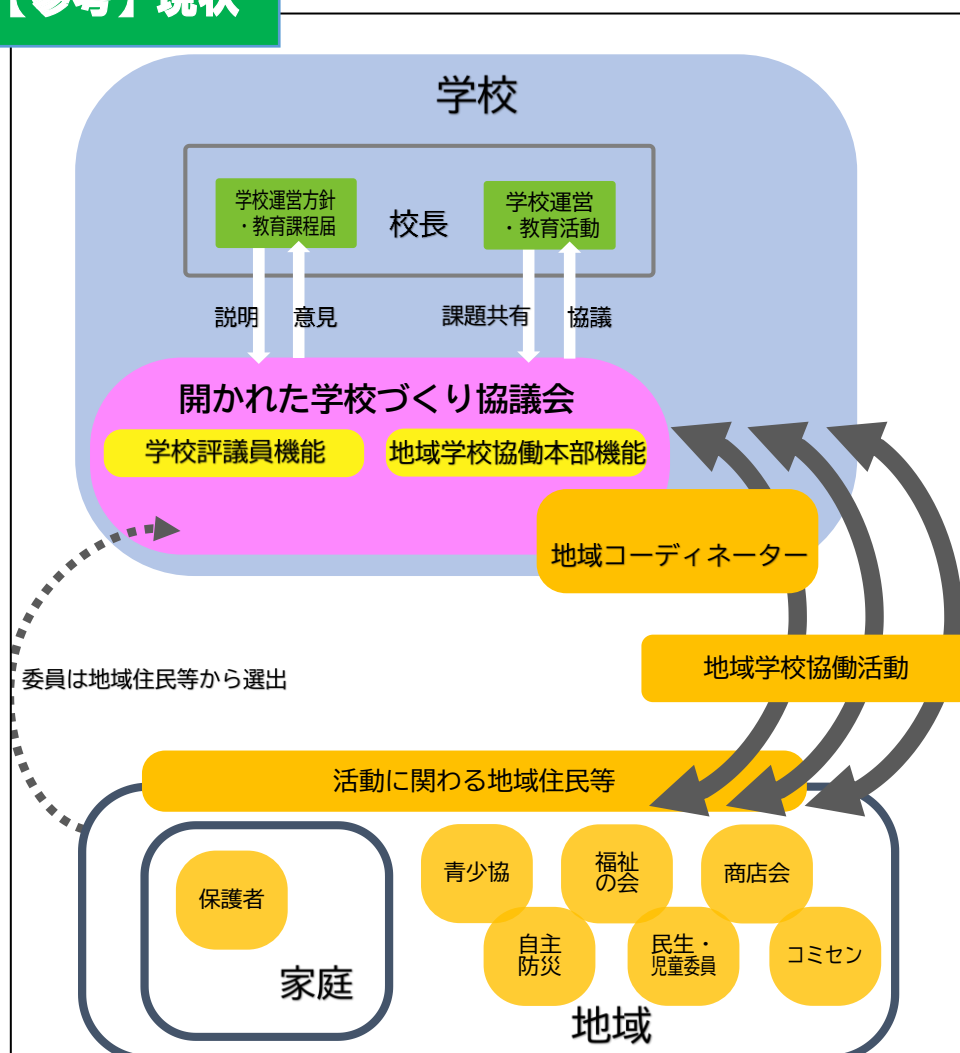 【参考】現状
学校
学校運営方針
・教育課程届
校長
学校運営
・教育活動
説明
意見
課題共有
協議
開かれた学校づくり協議会
学校評議員機能
地域学校協働本部機能
地域コーディネーター
委員は地域住民等から選出
地域学校協働活動
活動に関わる地域住民等
保護者
家庭
青少協
福祉
の会
商店会
自主
防災
民生・
児童委員
コミセン
地域